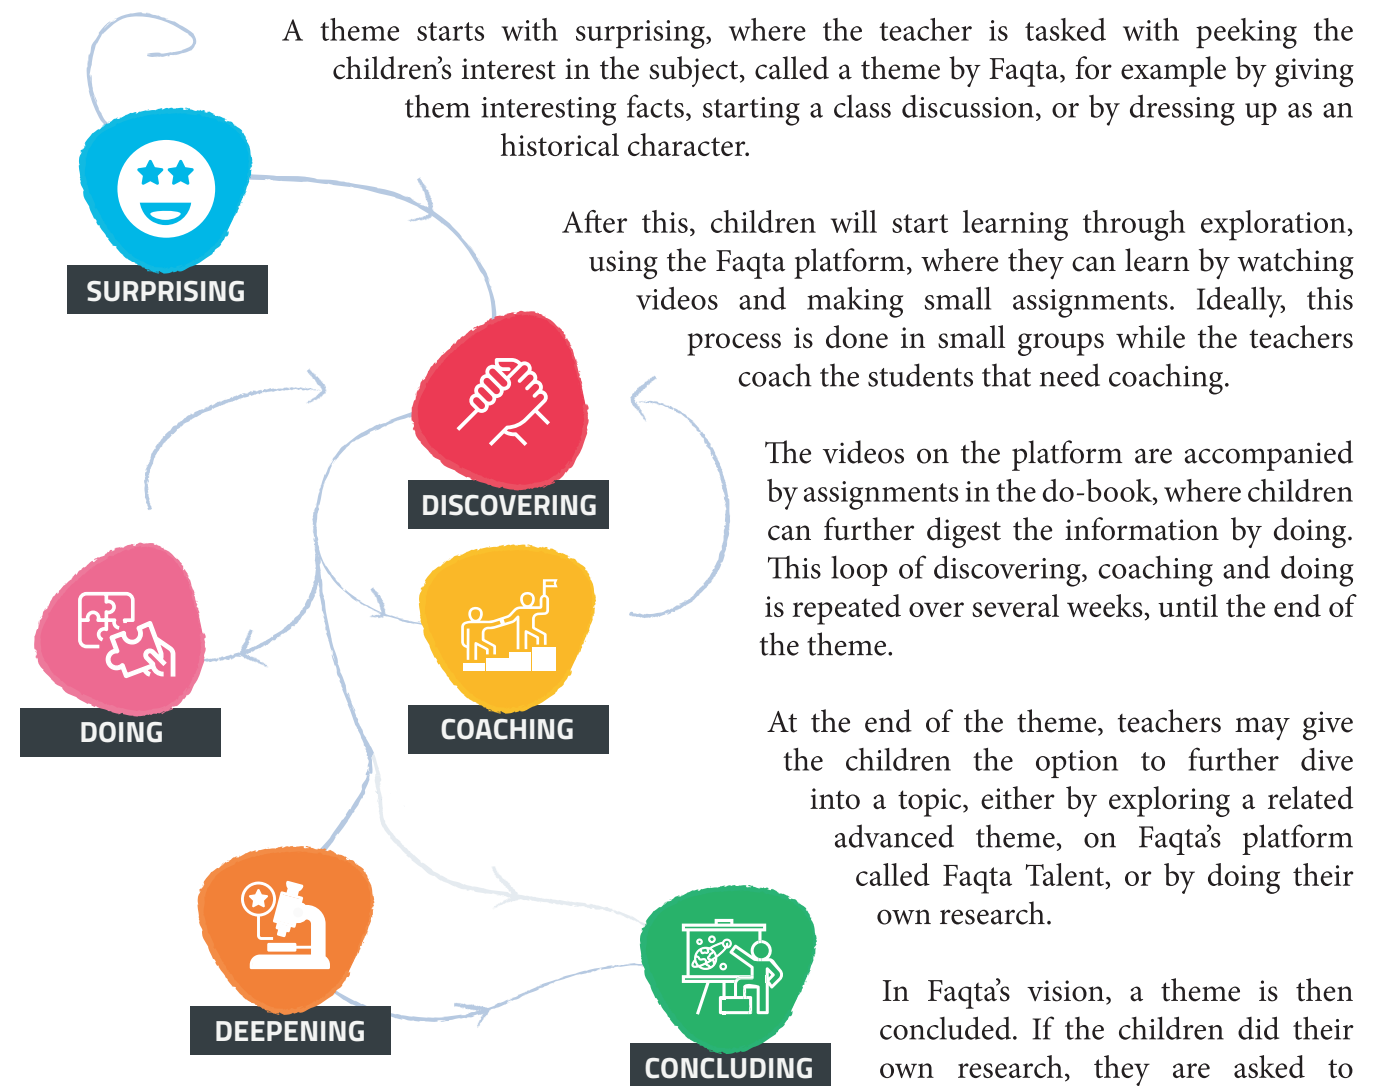 A theme starts with surprising, where the teacher is tasked with peeking the
children's interest in the subject, called a theme by Faqta, for example by giving
them interesting facts, starting a class discussion, or by dressing up as an
historical character.
SURPRISING
After this, children will start learning through exploration,
using the Faqta platform, where they can learn by watching
videos and making small assignments. Ideally, this
process is done in small groups while the teachers
coach the students that need coaching.
DISCOVERING
The videos on the platform are accompanied
by assignments in the do-book, where children
can further digest the information by doing.
This loop of discovering, coaching and doing
is repeated over several weeks, until the end of
the theme.
DOING
COACHING
At the end of the theme, teachers may give
the children the option to further dive
into a topic, either by exploring a related
advanced theme, on Faqta's platform
called Faqta Talent, or by doing their
own research.
DEEPENING
In Faqta's vision, a theme is then
concluded. If the children did their
own research, they are asked to
CONCLUDING